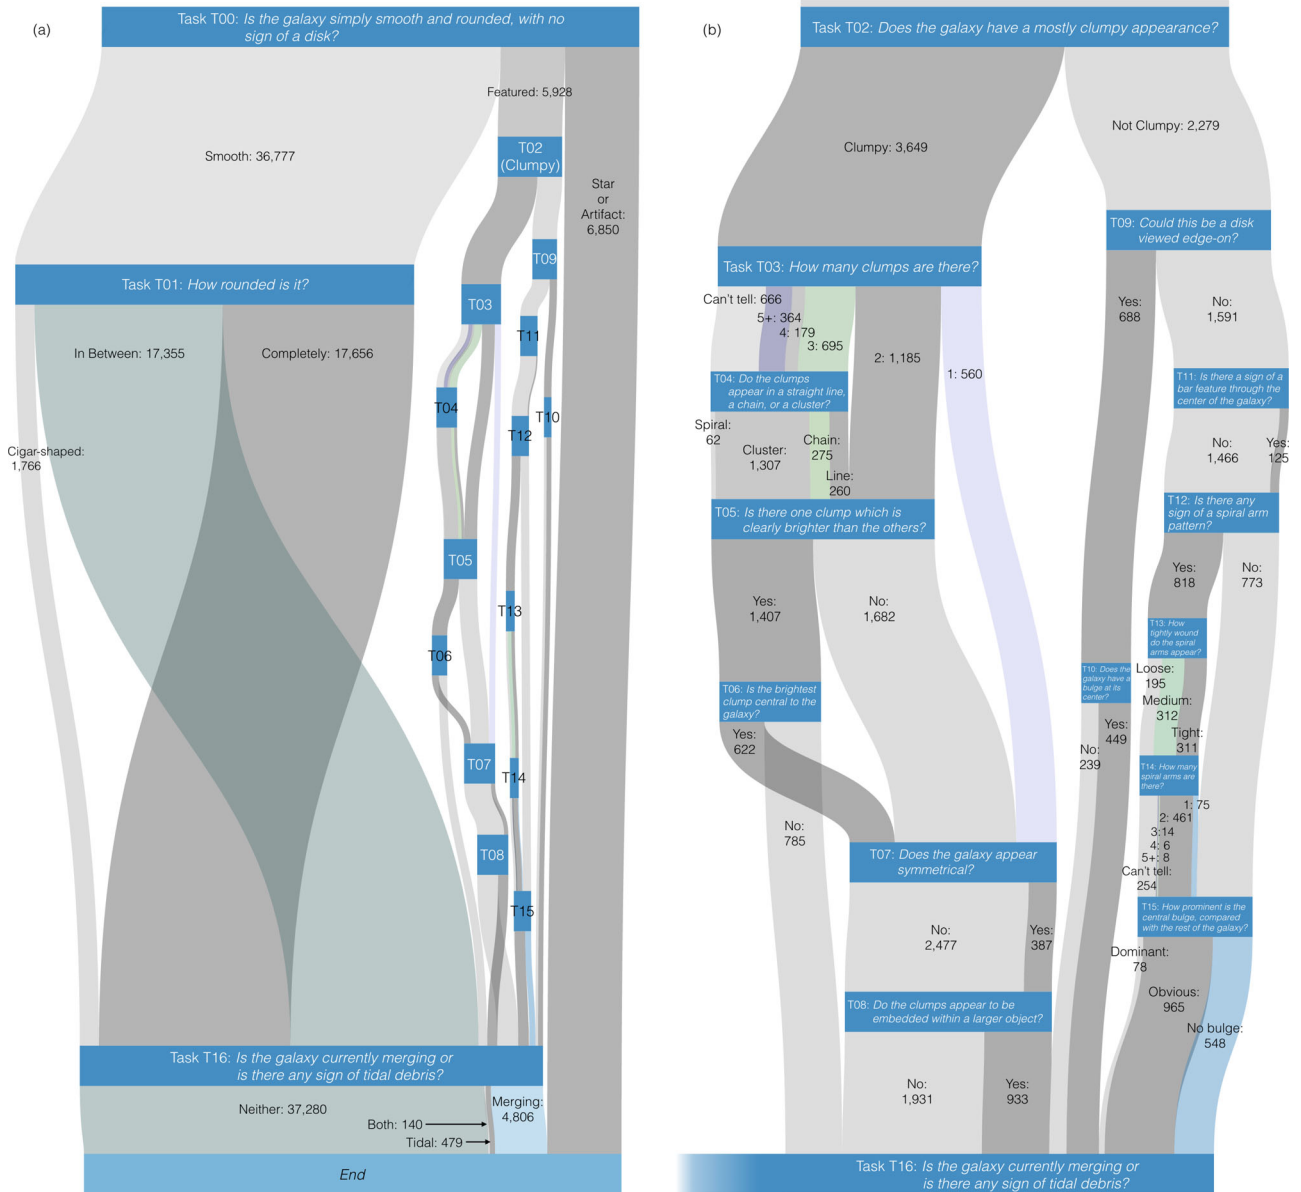 (a)
Task T00: Is the galaxy simply smooth and rounded, with no
sign of a disk?
Featured: 5,928
T02
(Clumpy)
Smooth: 36,777
Star
or
Artifact:
6,850
T09
Task T01: How rounded is it?
T03
T11
In Between: 17,355
Completely: 17,656
T04
T10
T12
Cigar-shaped:
1,766
T05
T13
T06
T07
T14
T08
T15
Task T16: Is the galaxy currently merging or
is there any sign of tidal debris?
Neither: 37,280
Merging:
4,806
Both: 140
Tidal: 479
End
(b)
Task T02: Does the galaxy have a mostly clumpy appearance?
Not Clumpy: 2,279
Clumpy: 3,649
T09: Could this be a disk
viewed edge-on?
Task T03: How many clumps are there?
Can't tell: 666
5+: 364
4: 179
3: 695
2: 1,185
1: 560
Yes:
688
No:
1,591
T04: Do the clumps
appear in a straight line,
a chain, or a cluster?
T11: Is there a sign of a
bar feature through the
center of the galaxy?
Spiral:
62
Cluster:
1,307
Chain:
275
Line:
260
No:
1,466
Yes:
125
T05: Is there one clump which is
clearly brighter than the others?
T12: Is there any
sign of a spiral arm
pattern?
Yes:
1,407
No:
1,682
Yes:
818
No:
773
T13: How
tightly wound
do the spiral
arms appear?
T10: Does the
galaxy have a
bulge at its
center?
T06: Is the brightest
clump central to the
galaxy?
Loose:
195
Medium:
312
Tight:
311
Yes:
622
No:
239
Yes:
449
T14: How many
spiral arms are
there?
No:
785
1: 75
2: 461
3:14
4: 6
5+: 8
Can't tell:
254
T07: Does the galaxy appear
symmetrical?
T15: How prominent is the
central bulge, compared
with the rest of the galaxy?
No:
2,477
Yes:
387
Dominant:
78
Obvious:
965
No bulge:
548
T08: Do the clumps appear to be
embedded within a larger object?
No:
1,931
Yes:
933
Task T16: Is the galaxy currently merging or
is there any sign of tidal debris?